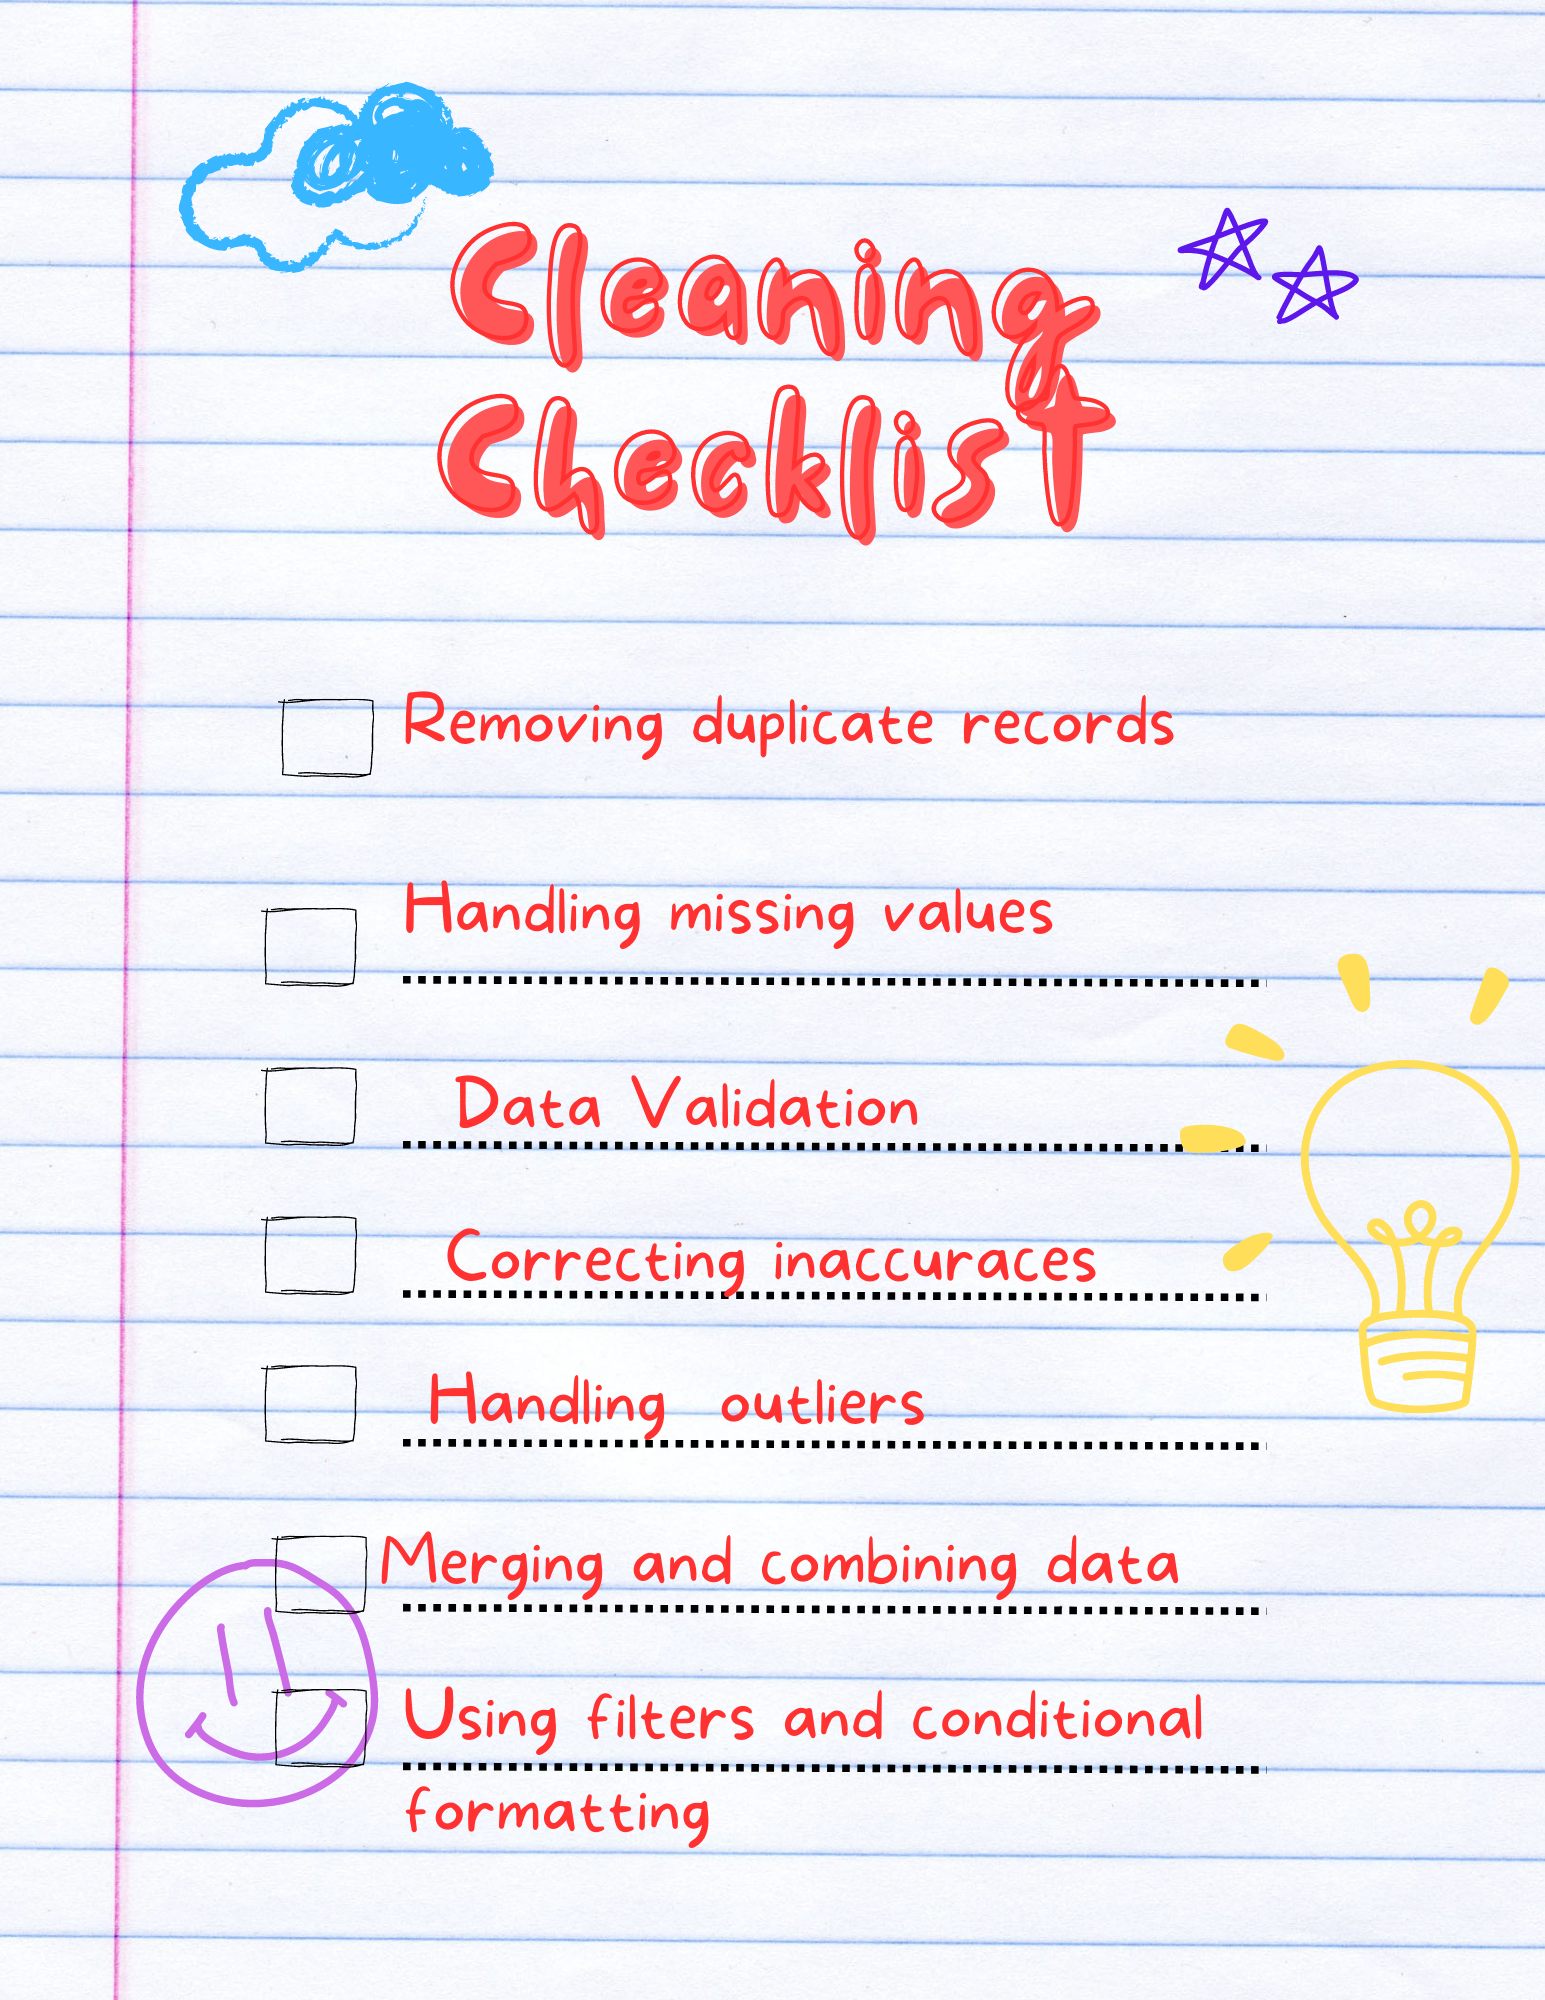 Cleaning
Checklist
Removing duplicate records
Handling missing values
Data Validation
Correcting inaccuraces
Handling outliers
Merging and combining data
Using filters and conditional
formatting